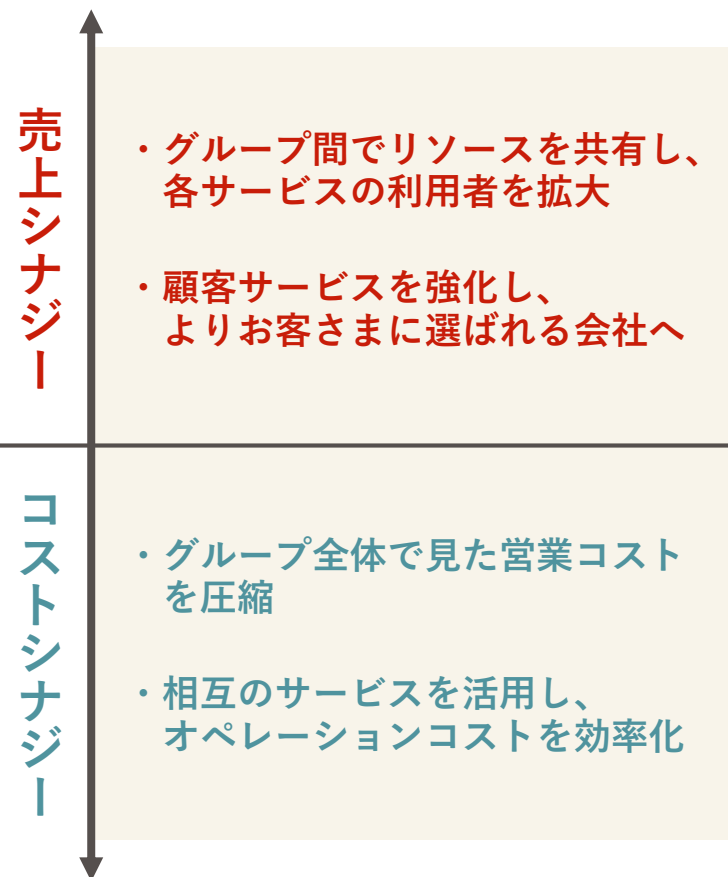 売上シナジー
・グループ間でリソースを共有し、
各サービスの利用者を拡大
・顧客サービスを強化し、
よりお客さまに選ばれる会社へ
コストシナジー
・グループ全体で見た営業コスト
を圧縮
・相互のサービスを活用し、
オペレーションコストを効率化